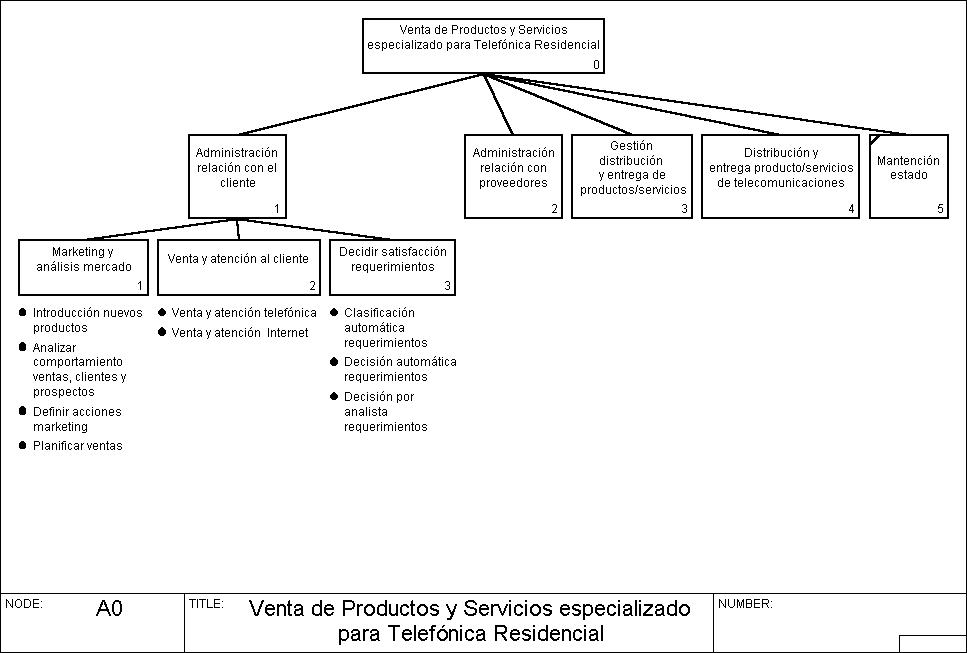 Venta de Productos y Servicios
especializado para Telefónica Residencial
0
Administración
relación con el
cliente
1
Administración
relación con
proveedores
2
Gestión
distribución
y entrega de
productos/servicios
3
Distribución y
entrega producto/servicios
de telecomunicaciones
4
Mantención
estado
5
Marketing y
análisis mercado
1
Venta y atención al cliente
2
Decidir satisfacción
requerimientos
3
Introducción nuevos
productos
Analizar
comportamiento
ventas, clientes y
prospectos
Definir acciones
marketing
Planificar ventas
Venta y atención telefónica
Venta y atención Internet
Clasificación
automática
requerimientos
Decisión automática
requerimientos
Decisión por
analista
requerimientos
NODE:
A0
TITLE:
Venta de Productos y Servicios especializado
para Telefónica Residencial
NUMBER: